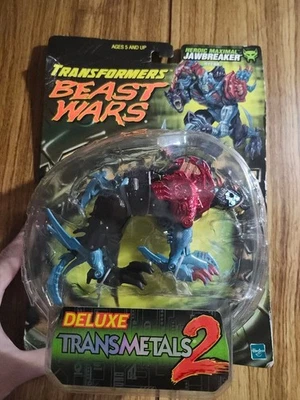 AGES 5 AND UP
HEROIC MAXIMAL
JAWBREAKER
TRANSFORMERS
BEAST WARS
DELUXE
TRANSMETALS 2
Hasbro